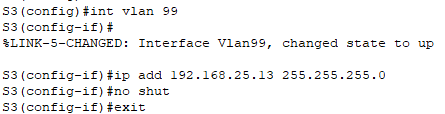 S3(config)#int vlan 99
S3(config-if)#
%LINK-5-CHANGED: Interface Vlan99, changed state to up
S3(config-if)#ip add 192.168.25.13 255.255.255.0
S3(config-if)#no shut
S3(config-if)#exit